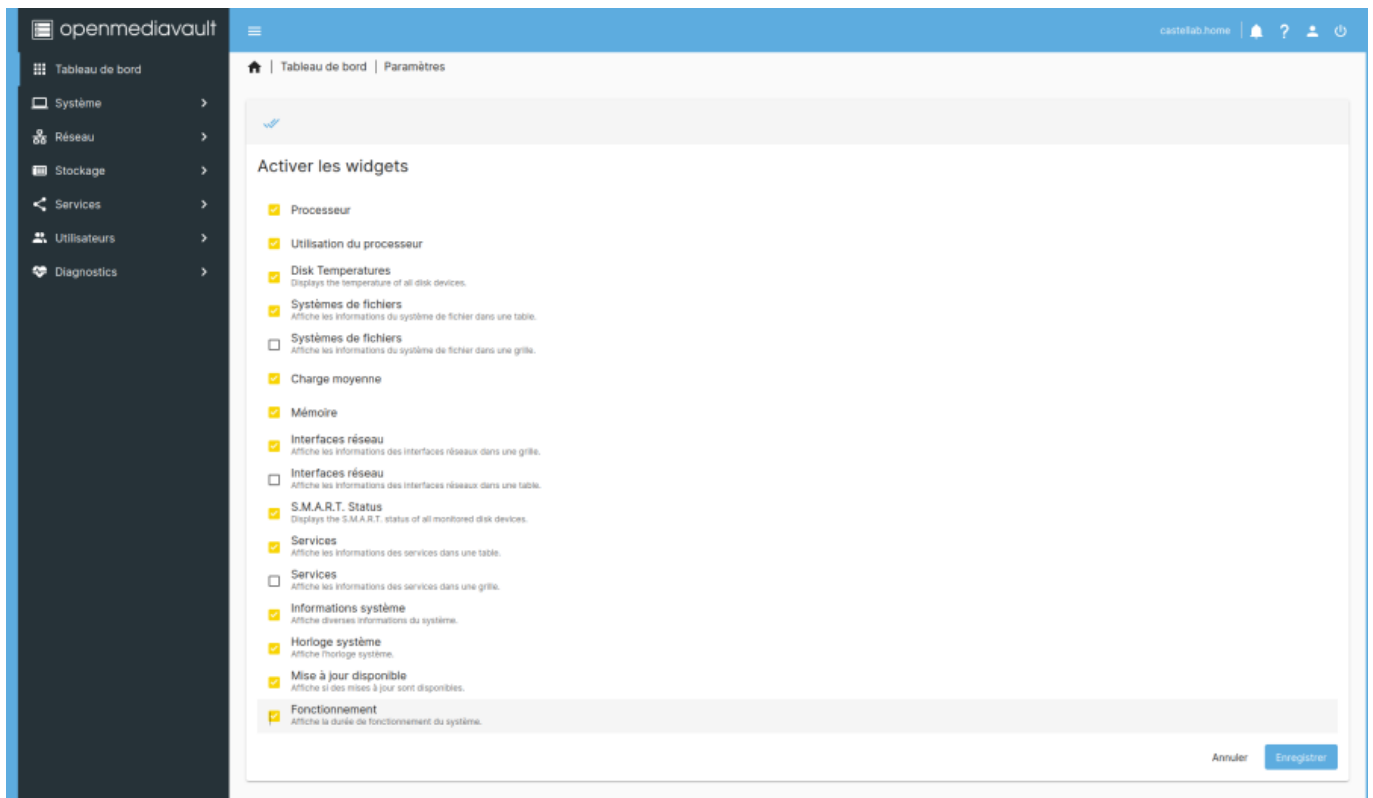 openmediavault
castellab.home
Tableau de bord
Système
Réseau
Stockage
Services
Utilisateurs
Diagnostics
Tableau de bord | Paramètres
Activer les widgets
Processeur
Utilisation du processeur
Disk Temperatures
Displays the temperature of all disk devices.
Systèmes de fichiers
Affiche les informations du système de fichier dans une table.
Systèmes de fichiers
Affiche les informations du système de fichier dans une grille.
Charge moyenne
Mémoire
Interfaces réseau
Affiche les informations des interfaces réseaux dans une grille.
Interfaces réseau
Affiche les informations des interfaces réseaux dans une table.
S.M.A.R.T. Status
Displays the S.M.A.R.T. status of all monitored disk devices.
Services
Affiche les informations des services dans une table.
Services
Affiche les informations des services dans une grille.
Informations système
Affiche diverses informations du système.
Horloge système
Affiche l'horloge système.
Mise à jour disponible
Affiche si des mises à jour sont disponibles.
Fonctionnement
Affiche la durée de fonctionnement du système.
Annuler
Enregistrer